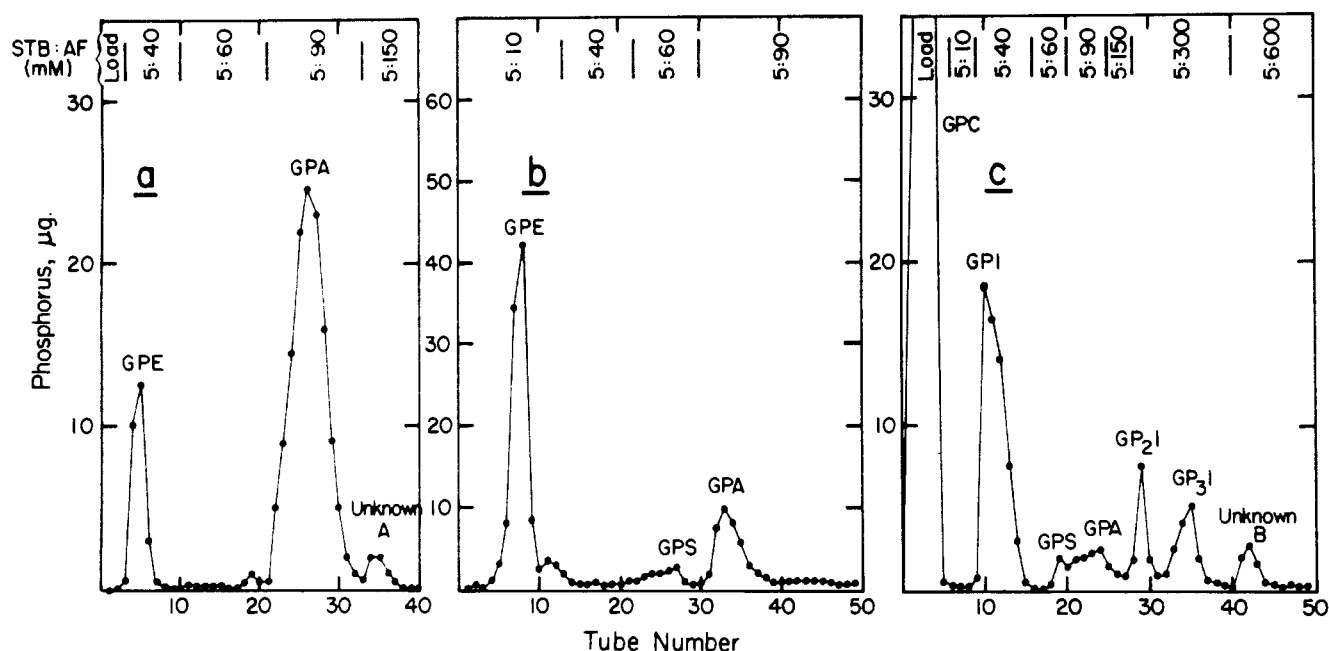 STB:AF
(mM)
Load
5:40
5:60
5:90
5:150
5:10
5:40
5:60
5:90
Load
5:10
5:40
5:60
5:90
5:150
5:300
5:600
Phosphorus, µg.
30
20
10
a
GPE
GPA
Unknown
A
10
20
30
40
60
50
40
30
20
10
b
GPE
GPS
GPA
10
20
30
40
50
30
20
10
c
GPC
GPI
GPS
GPA
GP2I
GP3I
Unknown
B
10
20
30
40
50
Tube Number